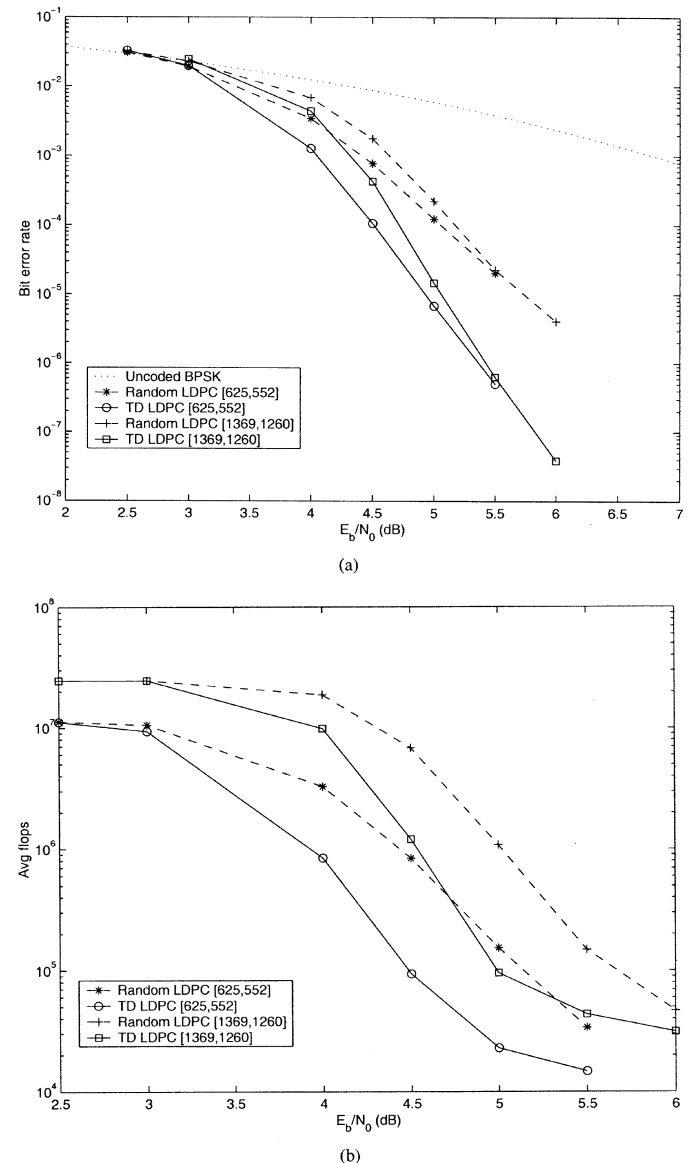 10^-1
10^-2
10^-3
10^-4
10^-5
10^-6
10^-7
10^-8
Bit error rate
Uncoded BPSK
Random LDPC [625,552]
TD LDPC [625,552]
Random LDPC [1369,1260]
TD LDPC [1369,1260]
2 2.5 3 3.5 4 4.5 5 5.5 6 6.5 7
E_b/N_0 (dB)
(a)
10^8
10^7
10^6
10^5
10^4
Avg flops
Random LDPC [625,552]
TD LDPC [625,552]
Random LDPC [1369,1260]
TD LDPC [1369,1260]
2.5 3 3.5 4 4.5 5 5.5 6
E_b/N_0 (dB)
(b)